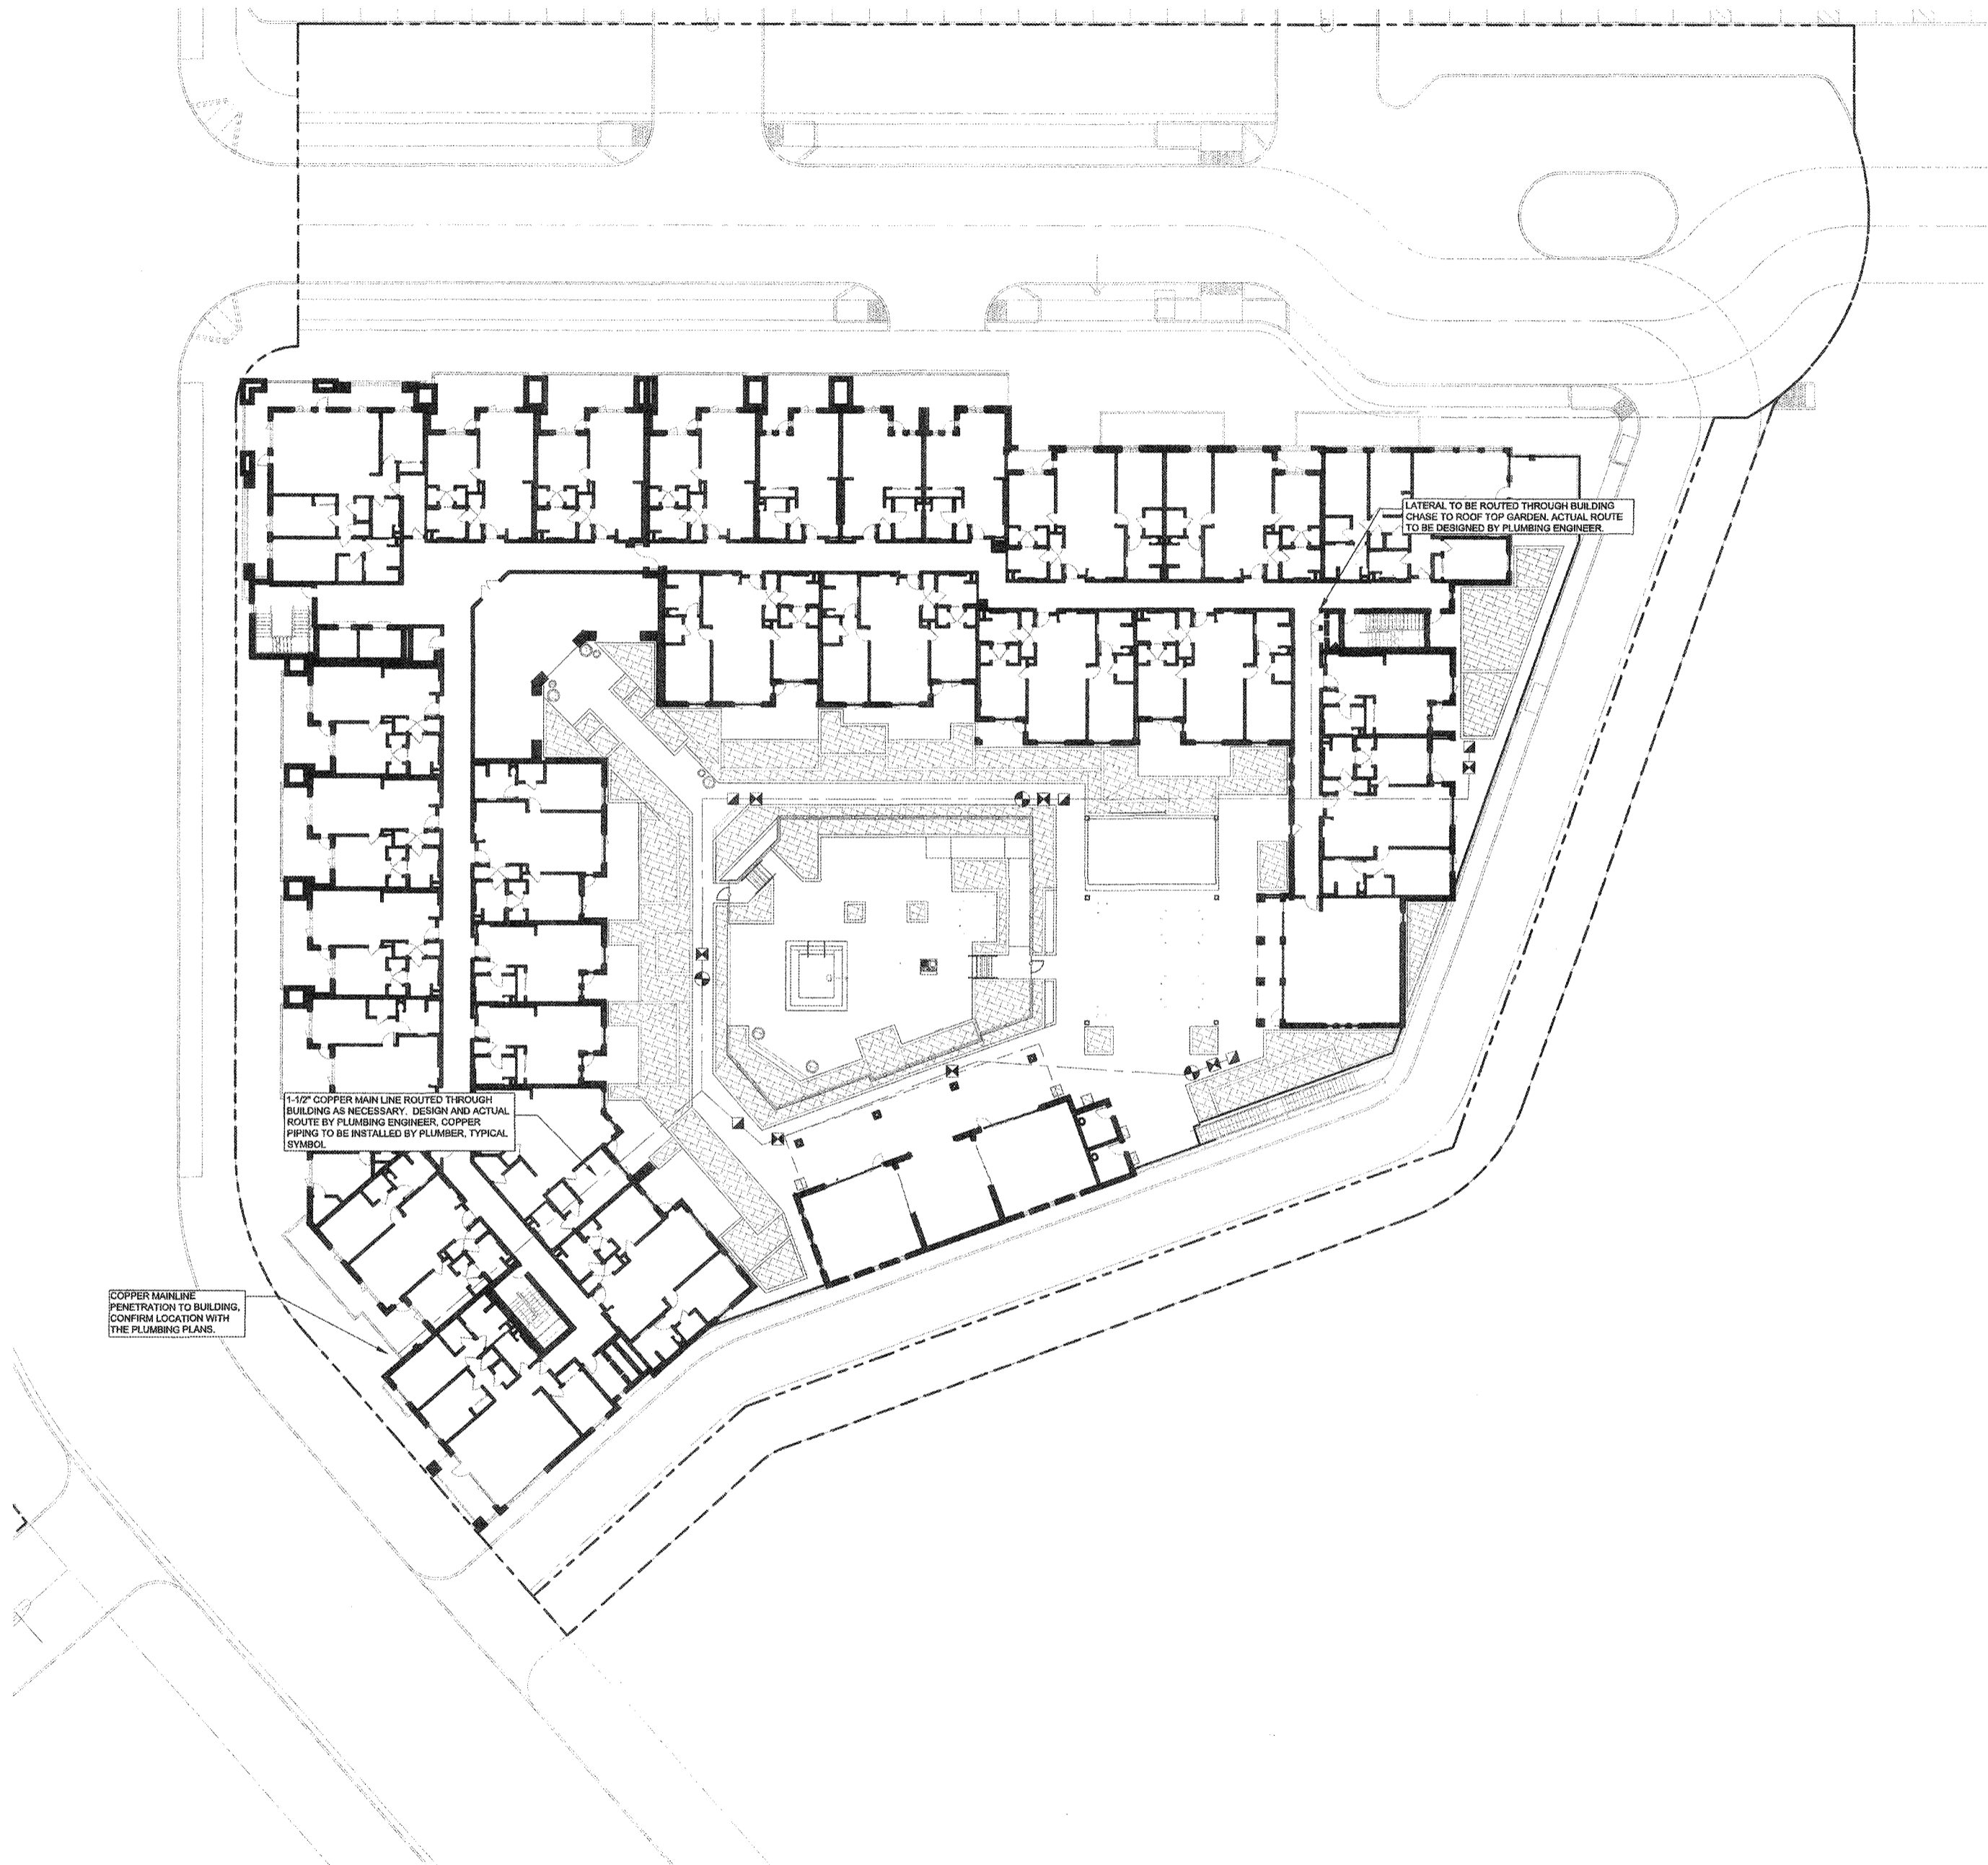 LATERAL TO BE ROUTED THROUGH BUILDING
CHASE TO ROOF TOP GARDEN. ACTUAL ROUTE
TO BE DESIGNED BY PLUMBING ENGINEER.
1-1/2" COPPER MAIN LINE ROUTED THROUGH
BUILDING AS NECESSARY. DESIGN AND ACTUAL
ROUTE BY PLUMBING ENGINEER, COPPER
PIPING TO BE INSTALLED BY PLUMBER, TYPICAL
SYMBOL
COPPER MAINLINE
PENETRATION TO BUILDING,
CONFIRM LOCATION WITH
THE PLUMBING PLANS.